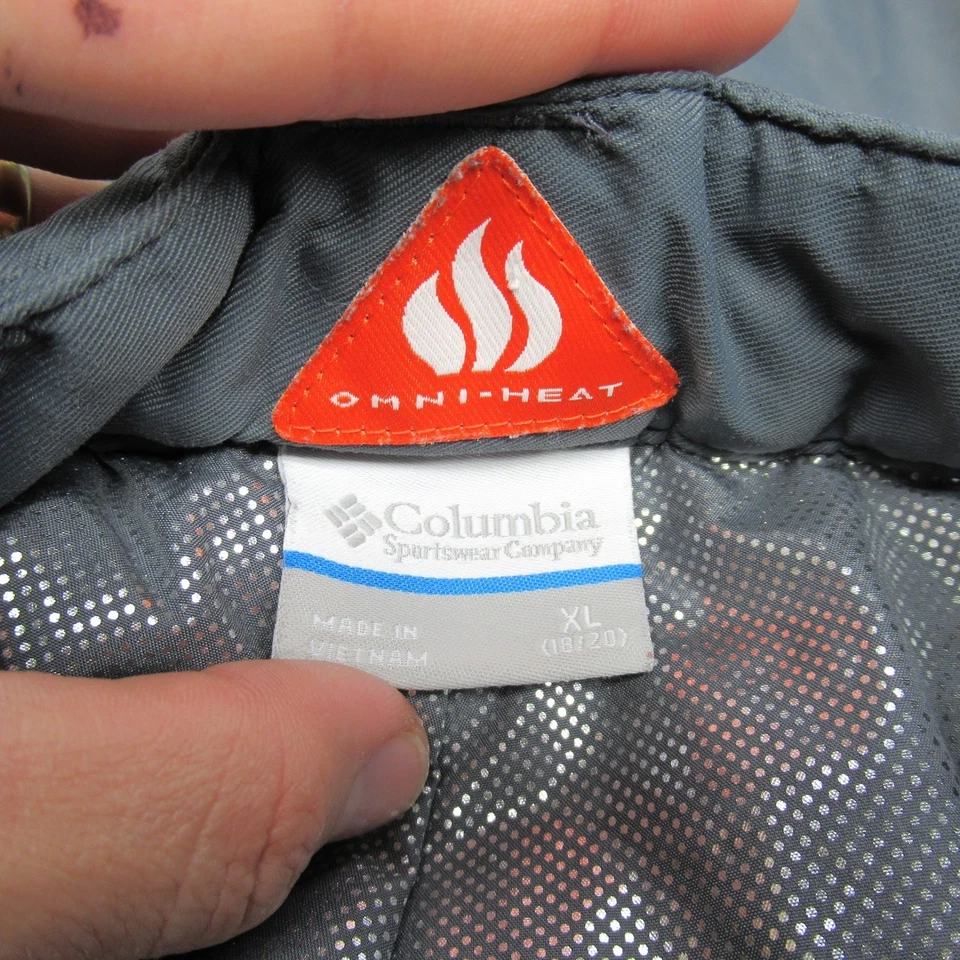 OMNI-HEAT
Columbia
Sportswear Company
MADE IN
VIETNAM
XL
(18/20)